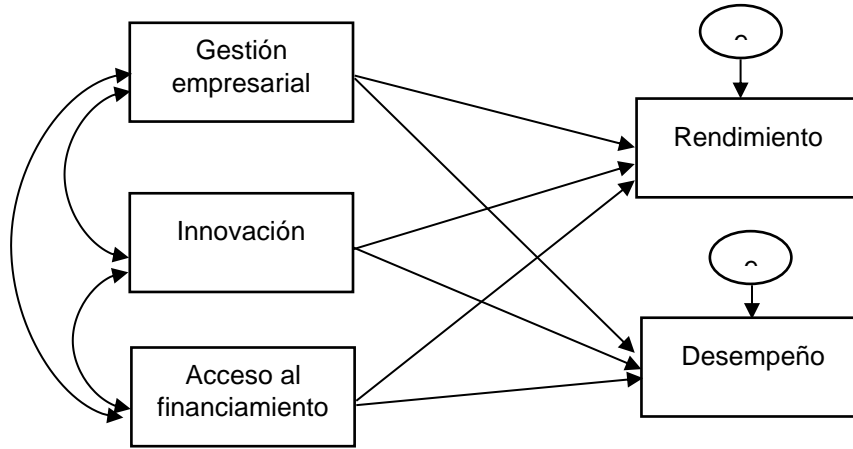 Gestión
empresarial
Rendimiento
Innovación
Desempeño
Acceso al
financiamiento